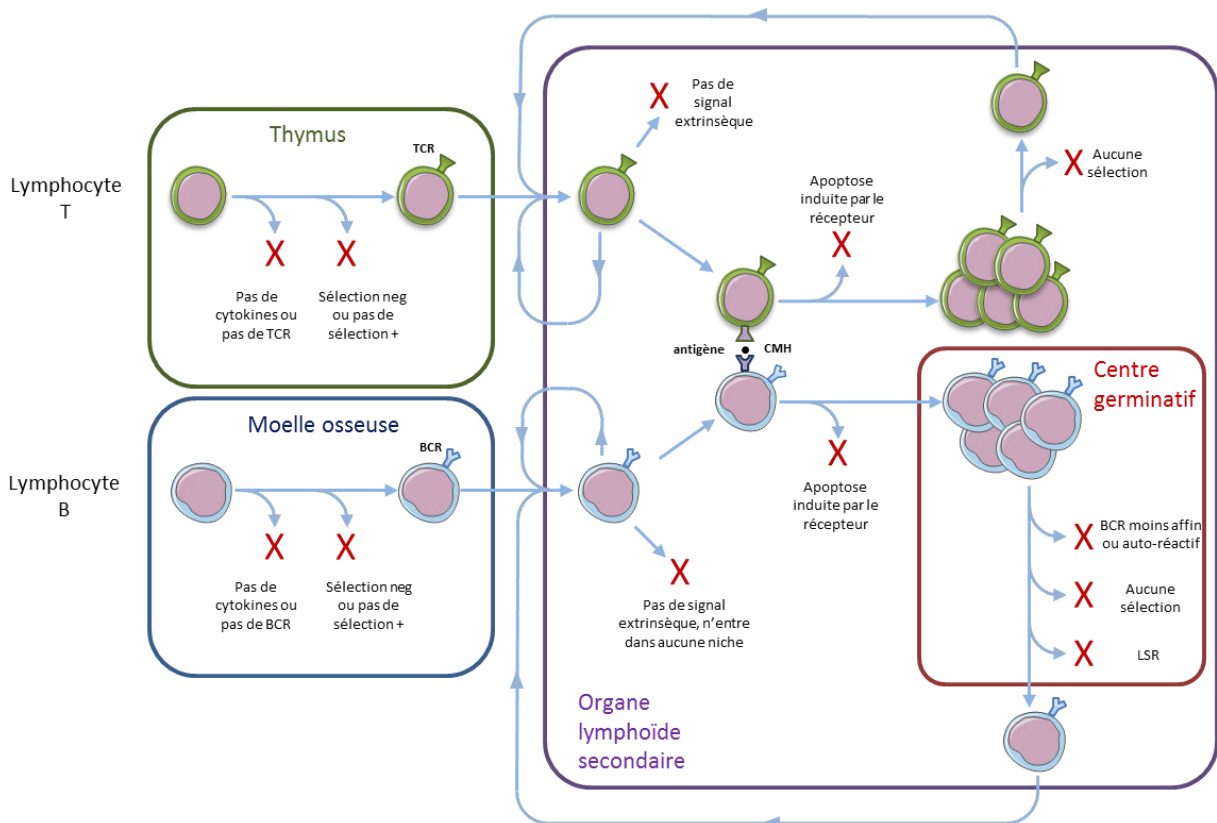 Lymphocyte
T
Thymus
TCR
X
X
Pas de
cytokines ou
pas de TCR
Sélection neg
ou pas de
sélection +
X
Pas de
signal
extrinsèque
Apoptose
induite par le
récepteur
X
X
Aucune
sélection
antigène
CMH
Lymphocyte
B
Moelle osseuse
BCR
X
X
Pas de
cytokines ou
pas de BCR
Sélection neg
ou pas de
sélection +
X
Pas de signal
extrinsèque, n'entre
dans aucune niche
X
Apoptose
induite par le
récepteur
Centre
germinatif
X
BCR moins affin
ou auto-réactif
X
Aucune
sélection
X
LSR
Organe
lymphoïde
secondaire